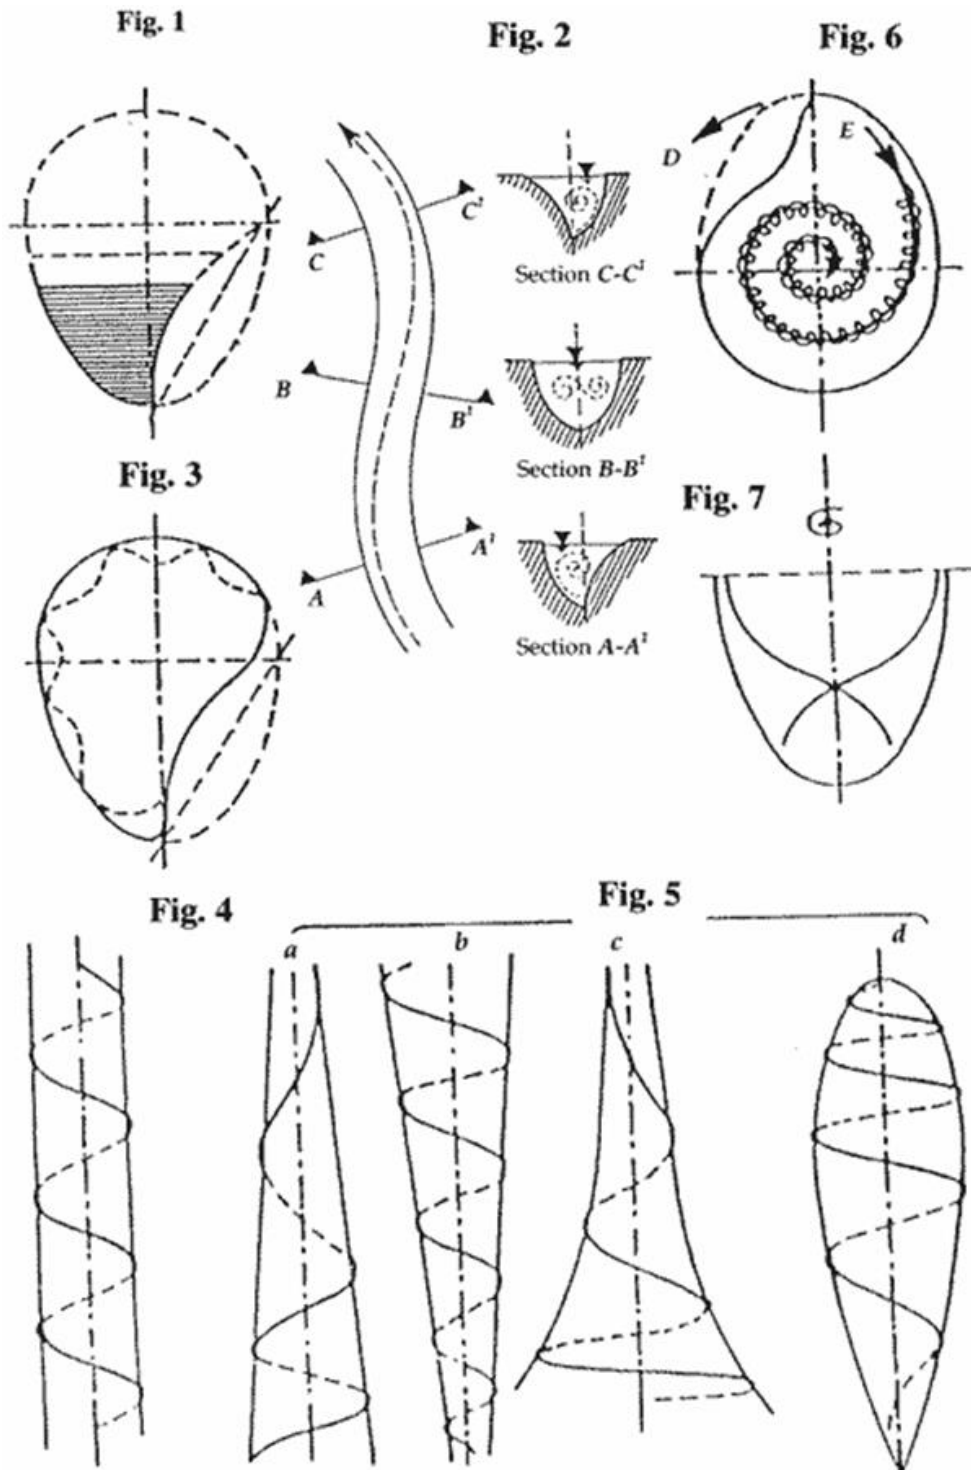 Fig. 1
Fig. 2
Fig. 6
D
E
C
C¹
Section C-C¹
B
B¹
Section B-B¹
Fig. 3
A
A¹
Section A-A¹
Fig. 7
Fig. 4
Fig. 5
a
b
c
d